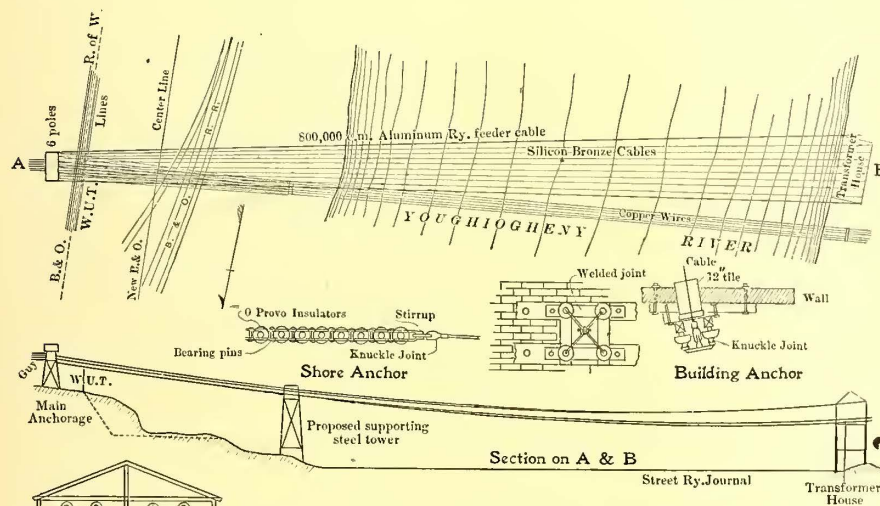 R. of W.
6 poles
Lines
Center Line
R. R.
800,000 c.m. Aluminum Ry. feeder cable
Silicon-Bronze Cables
Transformer
House
A
B. & O.
W.U.T.
New B. & O.
B. & O.
Copper Wires
YOUGHIOGHENY RIVER
Welded joint
Cable
12" tile
Wall
Knuckle Joint
Building Anchor
Provo Insulators
Stirrup
Bearing pins
Knuckle Joint
Shore Anchor
Guy
W.U.T.
Main
Anchorage
Proposed supporting
steel tower
Section on A & B
Street Ry. Journal
Transformer
House